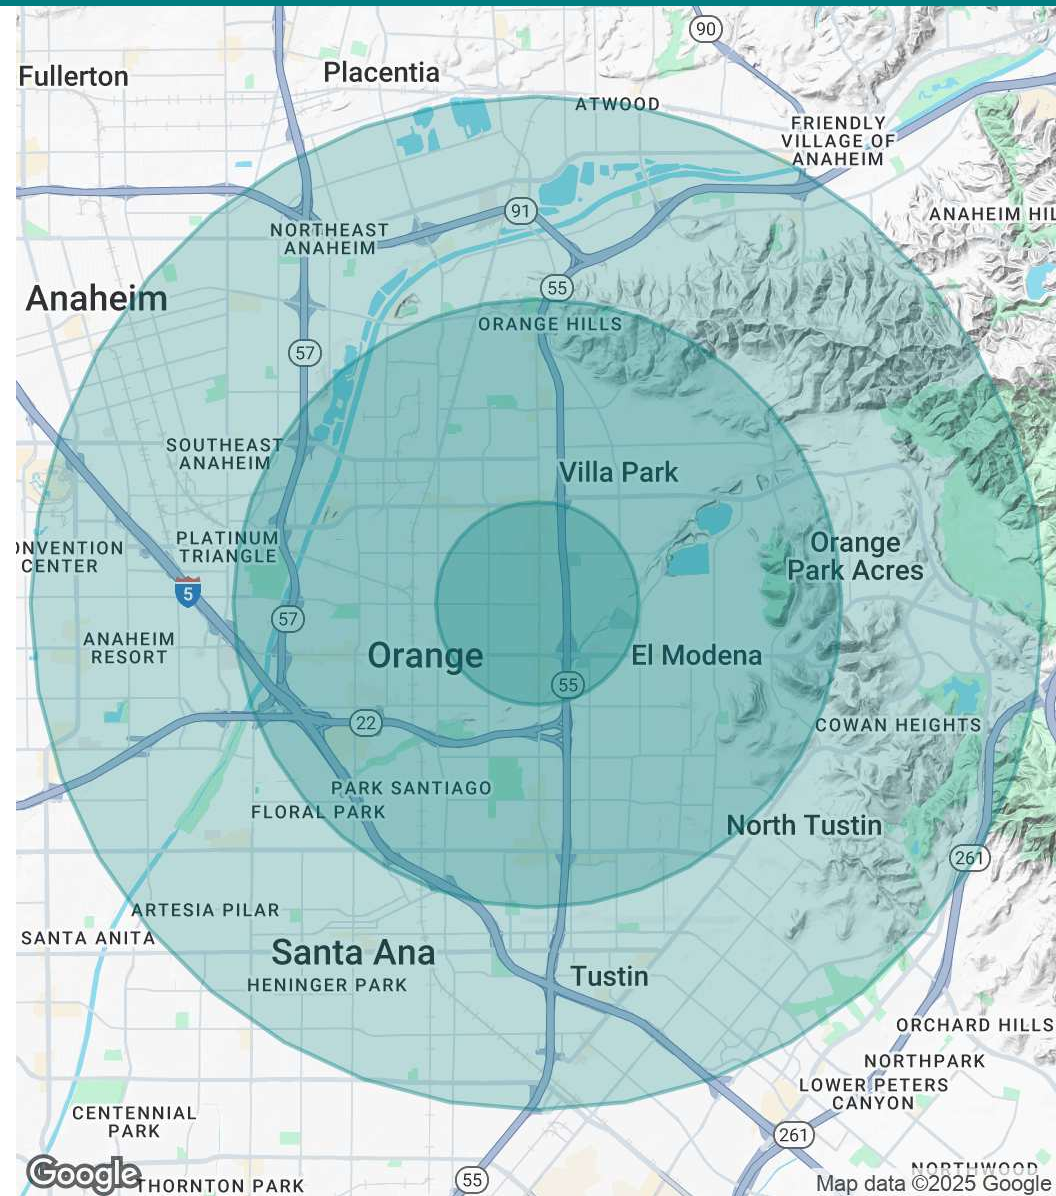 90
Fullerton
Placentia
ATWOOD
FRIENDLY
VILLAGE OF
ANAHEIM
91
ANAHEIM HIL
NORTHEAST
ANAHEIM
55
Anaheim
ORANGE HILLS
57
SOUTHEAST
ANAHEIM
Villa Park
PLATINUM
TRIANGLE
ONVENTION
CENTER
Orange
Park Acres
5
57
ANAHEIM
RESORT
Orange
El Modena
55
22
COWAN HEIGHTS
PARK SANTIAGO
FLORAL PARK
North Tustin
261
ARTESIA PILAR
SANTA ANITA
Santa Ana
HENINGER PARK
Tustin
ORCHARD HILLS
NORTHPARK
LOWER PETERS
CANYON
CENTENNIAL
PARK
261
NORTHWOOD
Google
THORNTON PARK
55
Map data ©2025 Google